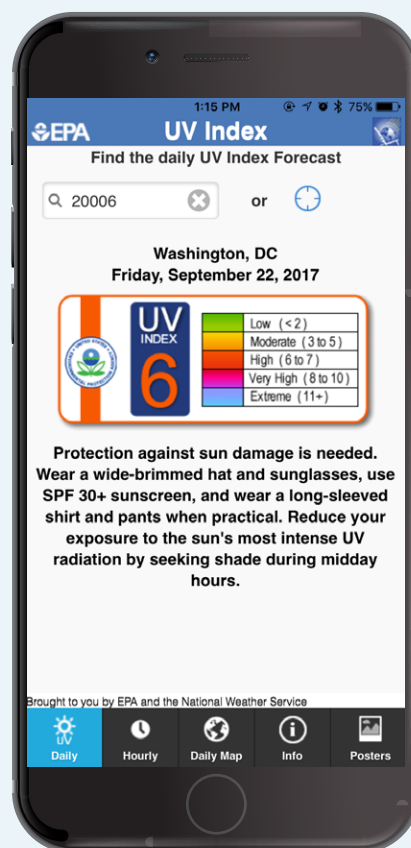 1:15 PM 75%
EPA UV Index
Find the daily UV Index Forecast
20006 or
Washington, DC
Friday, September 22, 2017
UV
INDEX
6
Low (<2)
Moderate (3 to 5)
High (6 to 7)
Very High (8 to 10)
Extreme (11+)
Protection against sun damage is needed.
Wear a wide-brimmed hat and sunglasses, use
SPF 30+ sunscreen, and wear a long-sleeved
shirt and pants when practical. Reduce your
exposure to the sun's most intense UV
radiation by seeking shade during midday
hours.
Brought to you by EPA and the National Weather Service
UV
Daily Hourly Daily Map Info Posters